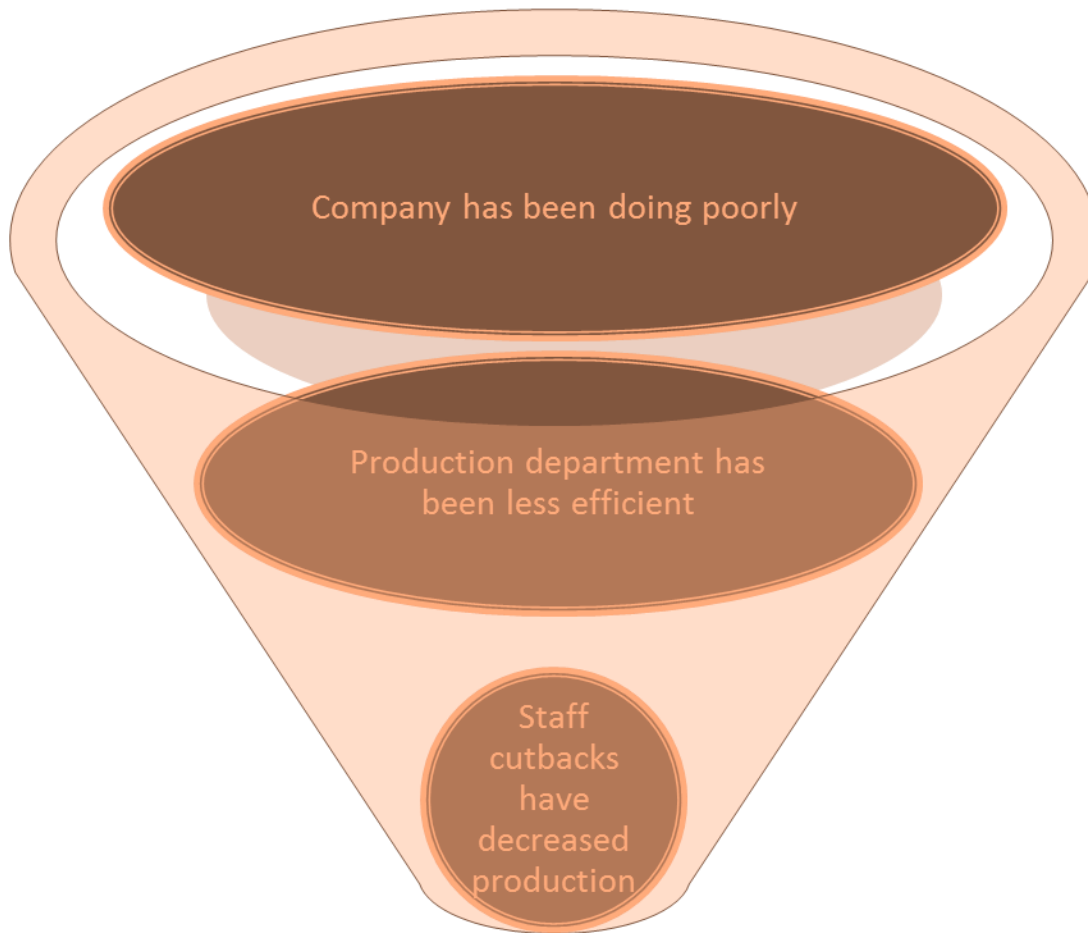 Company has been doing poorly
Production department has
been less efficient
Staff
cutbacks
have
decreased
production